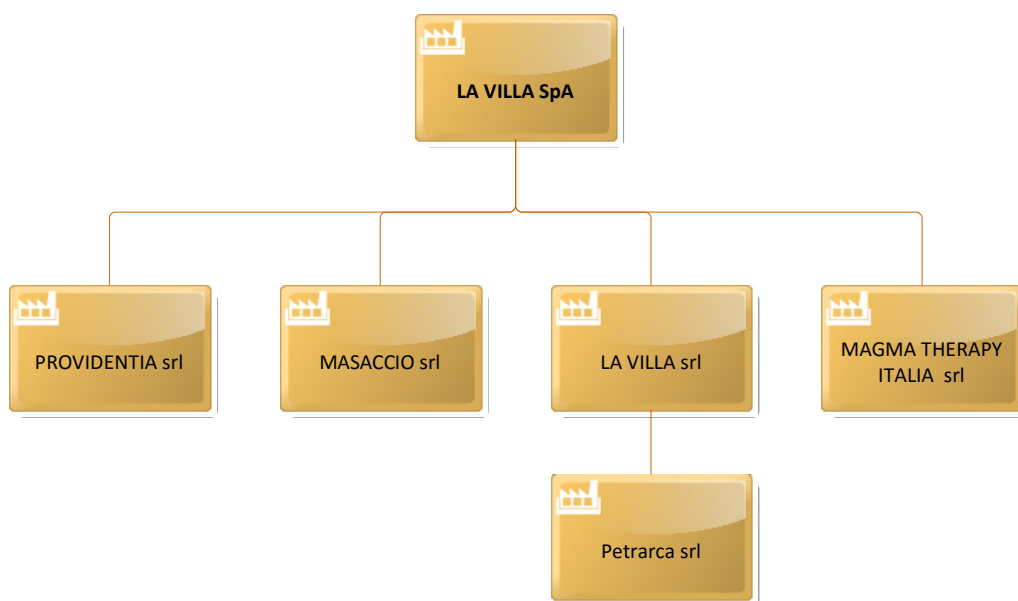 LA VILLA SpA
PROVIDENTIA srl
MASACCIO srl
LA VILLA srl
MAGMA THERAPY
ITALIA srl
Petrarca srl